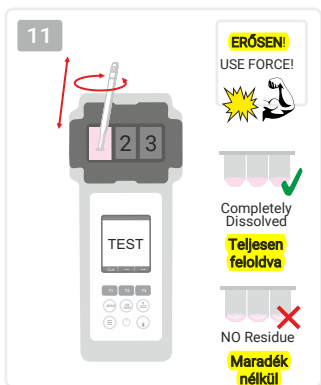 11
ERŐSEN!
USE FORCE!
2 3
TEST
Completely
Dissolved
Teljesen
feloldva
NO Residue
Maradék
nélkül